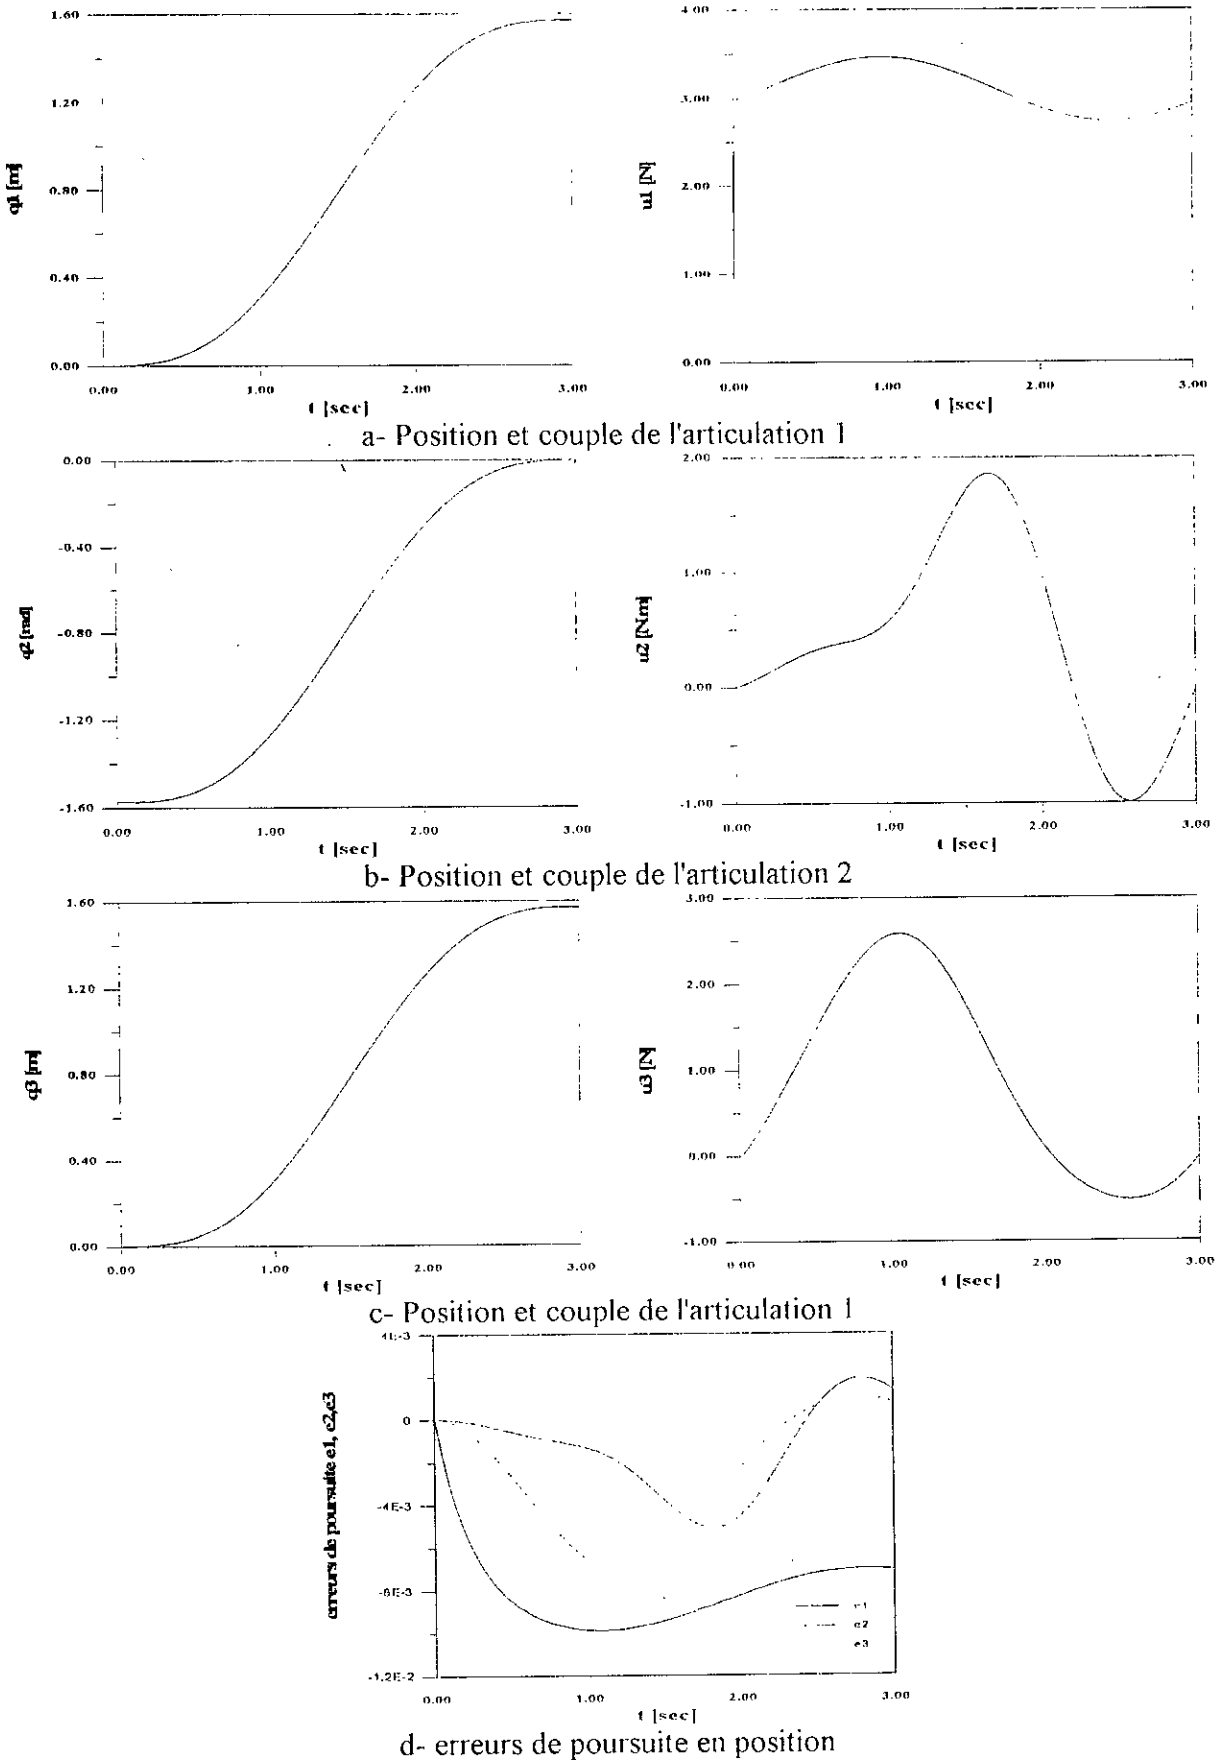 1.60
1.20
0.80
0.40
0.00
q1 [m]
0.00 1.00 2.00 3.00
t [sec]
4.00
3.00
2.00
1.00
0.00
u1 [N]
0.00 1.00 2.00 3.00
t [sec]
a- Position et couple de l'articulation 1
0.00
-0.40
-0.80
-1.20
-1.60
q2 [rad]
0.00 1.00 2.00 3.00
t [sec]
2.00
1.00
0.00
-1.00
u2 [N.m]
0.00 1.00 2.00 3.00
t [sec]
b- Position et couple de l'articulation 2
1.60
1.20
0.80
0.40
0.00
q3 [m]
0.00 1.00 2.00 3.00
t [sec]
3.00
2.00
1.00
0.00
-1.00
u3 [N]
0.00 1.00 2.00 3.00
t [sec]
c- Position et couple de l'articulation 1
4E-3
0
-4E-3
-8E-3
-1.2E-2
erreurs de poursuite e1, e2,e3
e1
e2
e3
0.00 1.00 2.00 3.00
t [sec]
d- erreurs de poursuite en position